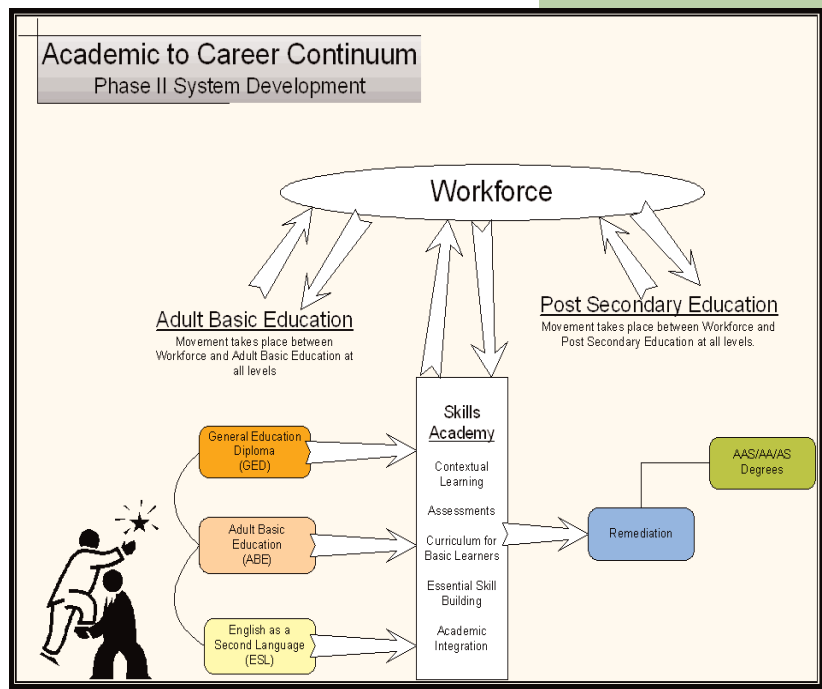 Academic to Career Continuum
Phase II System Development
Workforce
Adult Basic Education
Movement takes place between
Workforce and Adult Basic Education at
all levels
Post Secondary Education
Movement takes place between Workforce and
Post Secondary Education at all levels.
General Education
Diploma
(GED)
Adult Basic
Education
(ABE)
English as a
Second Language
(ESL)
Skills
Academy
Contextual
Learning
Assessments
Curriculum for
Basic Learners
Essential Skill
Building
Academic
Integration
Remediation
AAS/AA/AS
Degrees